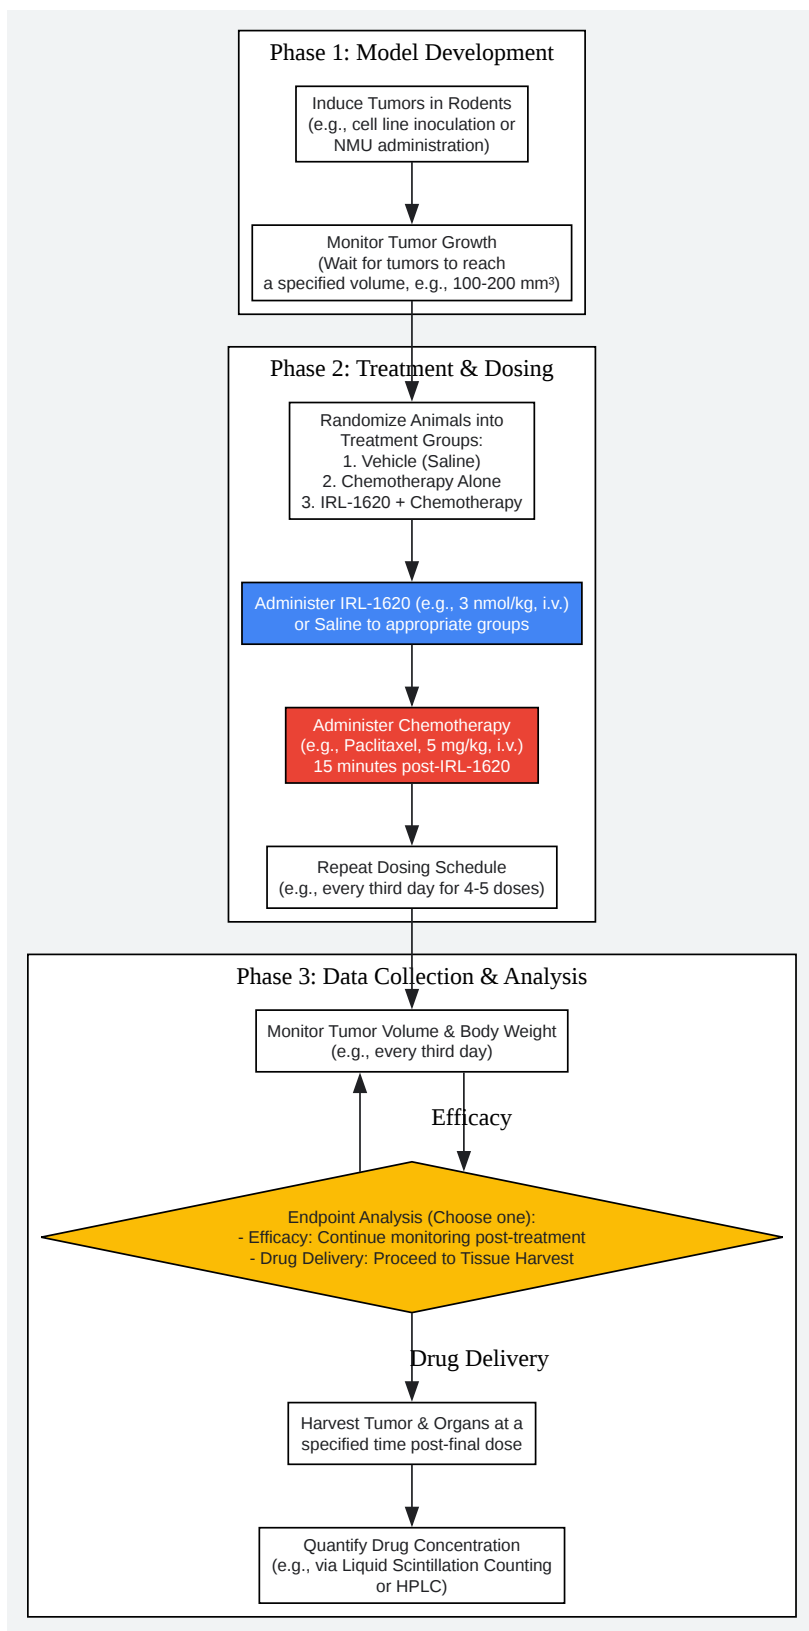 Phase 1: Model Development
Induce Tumors in Rodents
(e.g., cell line inoculation or
NMU administration)
Monitor Tumor Growth
(Wait for tumors to reach
a specified volume, e.g., 100-200 mm³)
Phase 2: Treatment & Dosing
Randomize Animals into
Treatment Groups:
1. Vehicle (Saline)
2. Chemotherapy Alone
3. IRL-1620 + Chemotherapy
Administer IRL-1620 (e.g., 3 nmol/kg, i.v.)
or Saline to appropriate groups
Administer Chemotherapy
(e.g., Paclitaxel, 5 mg/kg, i.v.)
15 minutes post-IRL-1620
Repeat Dosing Schedule
(e.g., every third day for 4-5 doses)
Phase 3: Data Collection & Analysis
Monitor Tumor Volume & Body Weight
(e.g., every third day)
Efficacy
Endpoint Analysis (Choose one):
- Efficacy: Continue monitoring post-treatment
- Drug Delivery: Proceed to Tissue Harvest
Drug Delivery
Harvest Tumor & Organs at a
specified time post-final dose
Quantify Drug Concentration
(e.g., via Liquid Scintillation Counting
or HPLC)